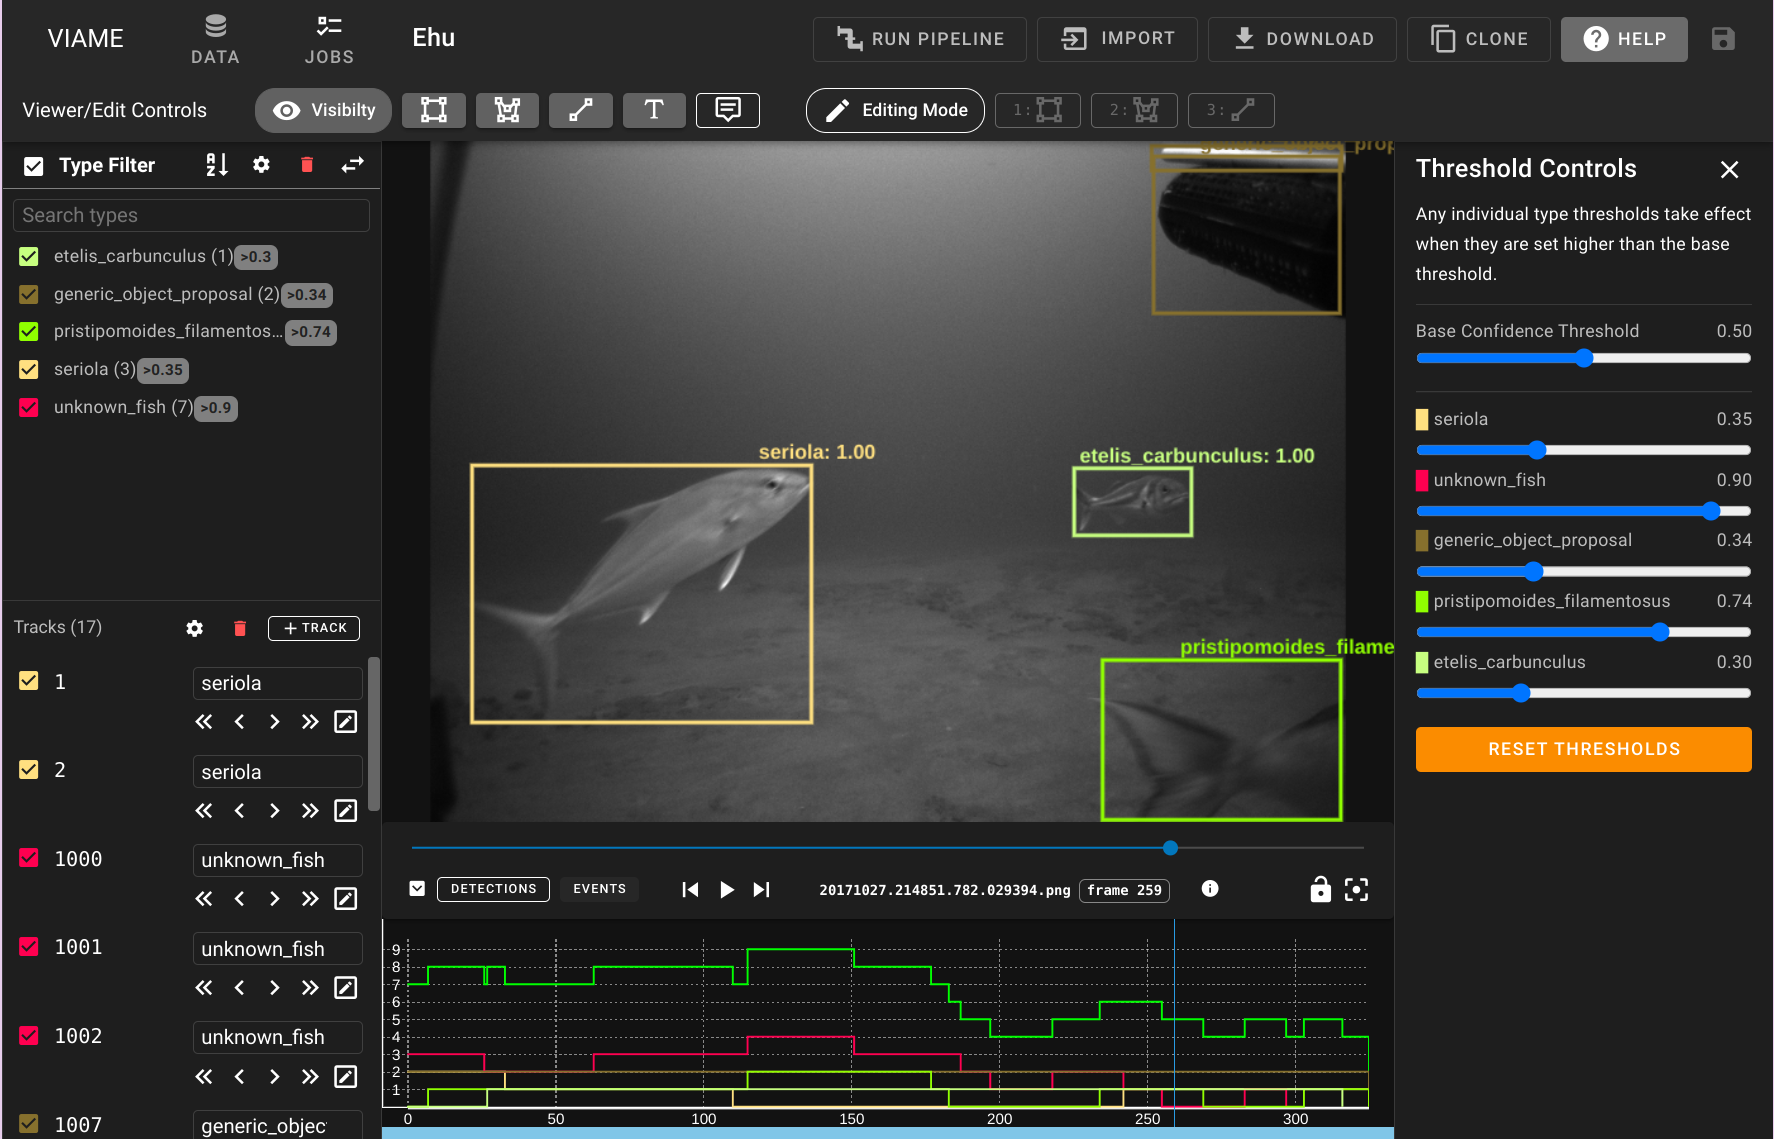 VIAME
DATA
JOBS
Ehu
RUN PIPELINE
IMPORT
DOWNLOAD
CLONE
HELP
Viewer/Edit Controls
Visibilty
T
Editing Mode
1:
2:
3:
Type Filter
Search types
etelis_carbunculus (1) >0.3
generic_object_proposal (2) >0.34
pristipomoides_filamentos... >0.74
seriola (3) >0.35
unknown_fish (7) >0.9
Tracks (17)
+ TRACK
1 seriola
2 seriola
1000 unknown_fish
1001 unknown_fish
1002 unknown_fish
1007 generic_objec
generic_object_prop
seriola: 1.00
etelis_carbunculus: 1.00
pristipomoides_filame
DETECTIONS
EVENTS
20171027.214851.782.029394.png
frame 259
9
8
7
6
5
4
3
2
1
0 50 100 150 200 250 300
Threshold Controls
Any individual type thresholds take effect
when they are set higher than the base
threshold.
Base Confidence Threshold 0.50
seriola 0.35
unknown_fish 0.90
generic_object_proposal 0.34
pristipomoides_filamentosus 0.74
etelis_carbunculus 0.30
RESET THRESHOLDS